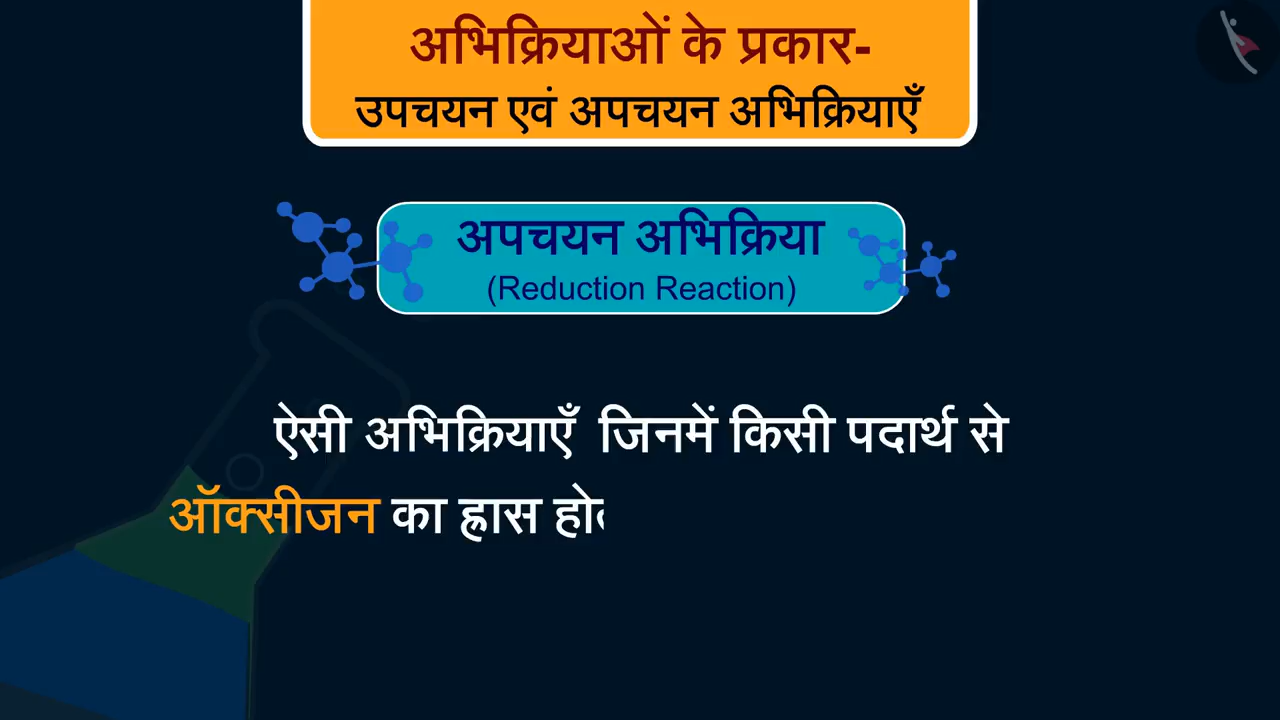 अभिक्रियाओं के प्रकार-
उपचयन एवं अपचयन अभिक्रियाएँ
अपचयन अभिक्रिया
(Reduction Reaction)
ऐसी अभिक्रियाएँ जिनमें किसी पदार्थ से
ऑक्सीजन का ह्रास